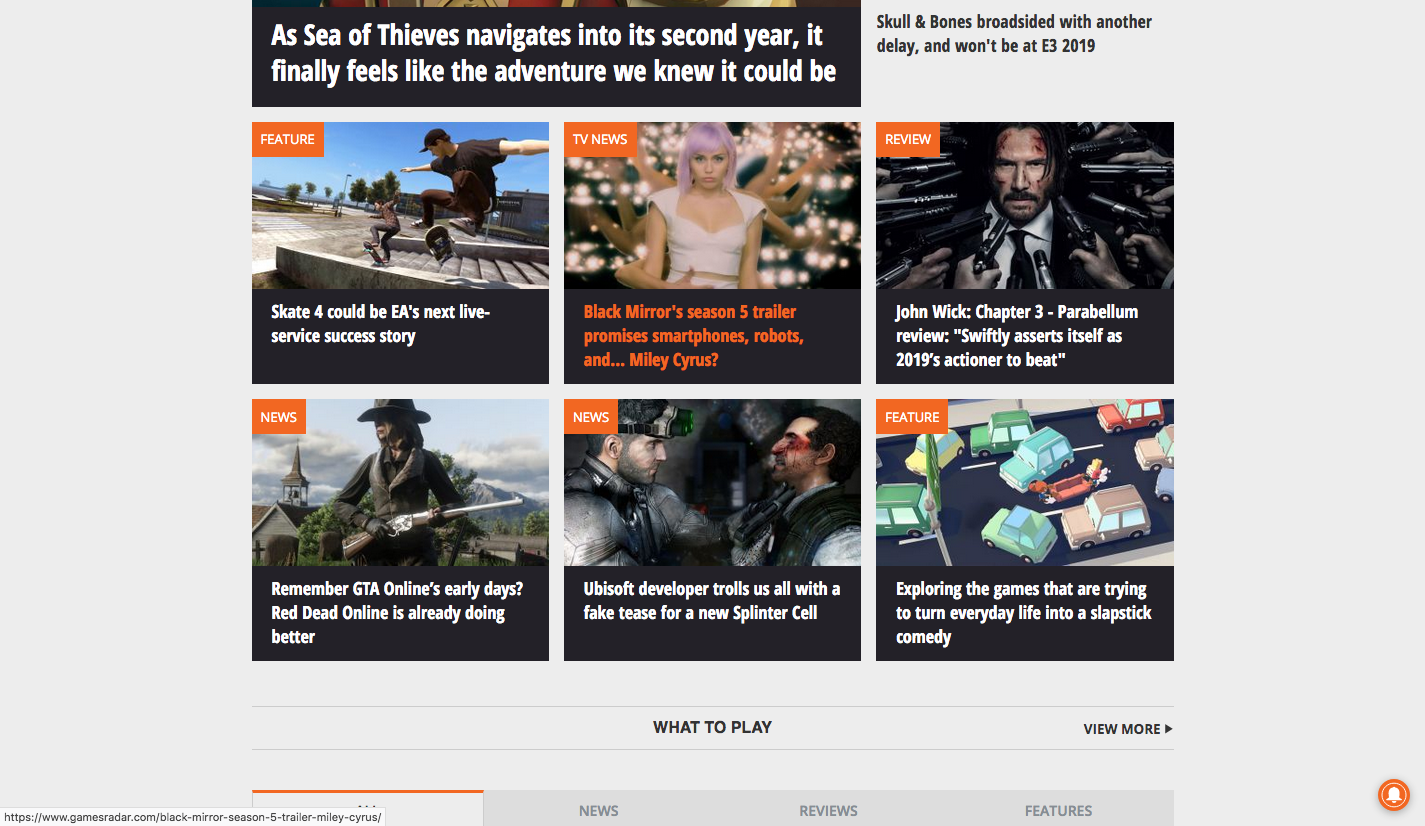 As Sea of Thieves navigates into its second year, it
finally feels like the adventure we knew it could be
Skull & Bones broadsided with another
delay, and won't be at E3 2019
FEATURE
Skate 4 could be EA's next live-
service success story
TV NEWS
Black Mirror's season 5 trailer
promises smartphones, robots,
and... Miley Cyrus?
REVIEW
John Wick: Chapter 3 - Parabellum
review: "Swiftly asserts itself as
2019’s actioner to beat"
NEWS
Remember GTA Online’s early days?
Red Dead Online is already doing
better
NEWS
Ubisoft developer trolls us all with a
fake tease for a new Splinter Cell
FEATURE
Exploring the games that are trying
to turn everyday life into a slapstick
comedy
WHAT TO PLAY
VIEW MORE
NEWS
REVIEWS
FEATURES
https://www.gamesradar.com/black-mirror-season-5-trailer-miley-cyrus/